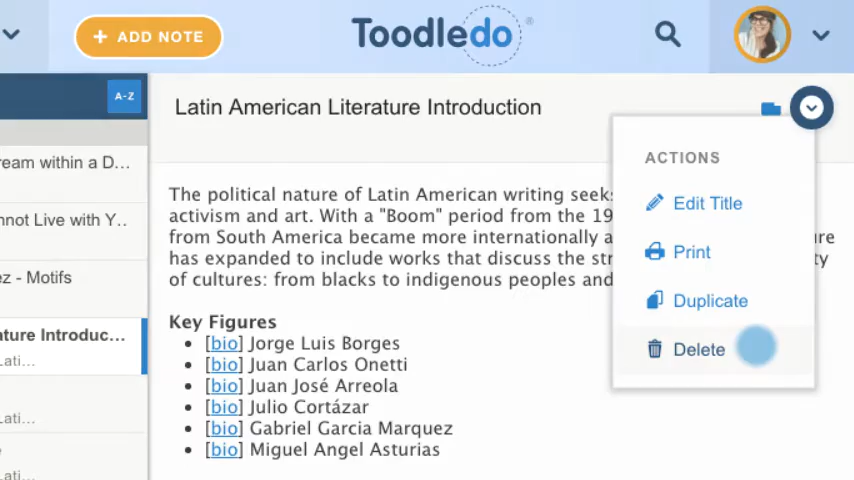 + ADD NOTE
Toodledo®
A-Z
Latin American Literature Introduction
ream within a D...
nnot Live with Y...
ez - Motifs
ature Introduc...
Lati...
Lati...
e
Lati...
The political nature of Latin American writing seeks
activism and art. With a "Boom" period from the 19
from South America became more internationally a ure
has expanded to include works that discuss the str ty
of cultures: from blacks to indigenous peoples and
Key Figures
• [bio] Jorge Luis Borges
• [bio] Juan Carlos Onetti
• [bio] Juan José Arreola
• [bio] Julio Cortázar
• [bio] Gabriel Garcia Marquez
• [bio] Miguel Angel Asturias
ACTIONS
Edit Title
Print
Duplicate
Delete